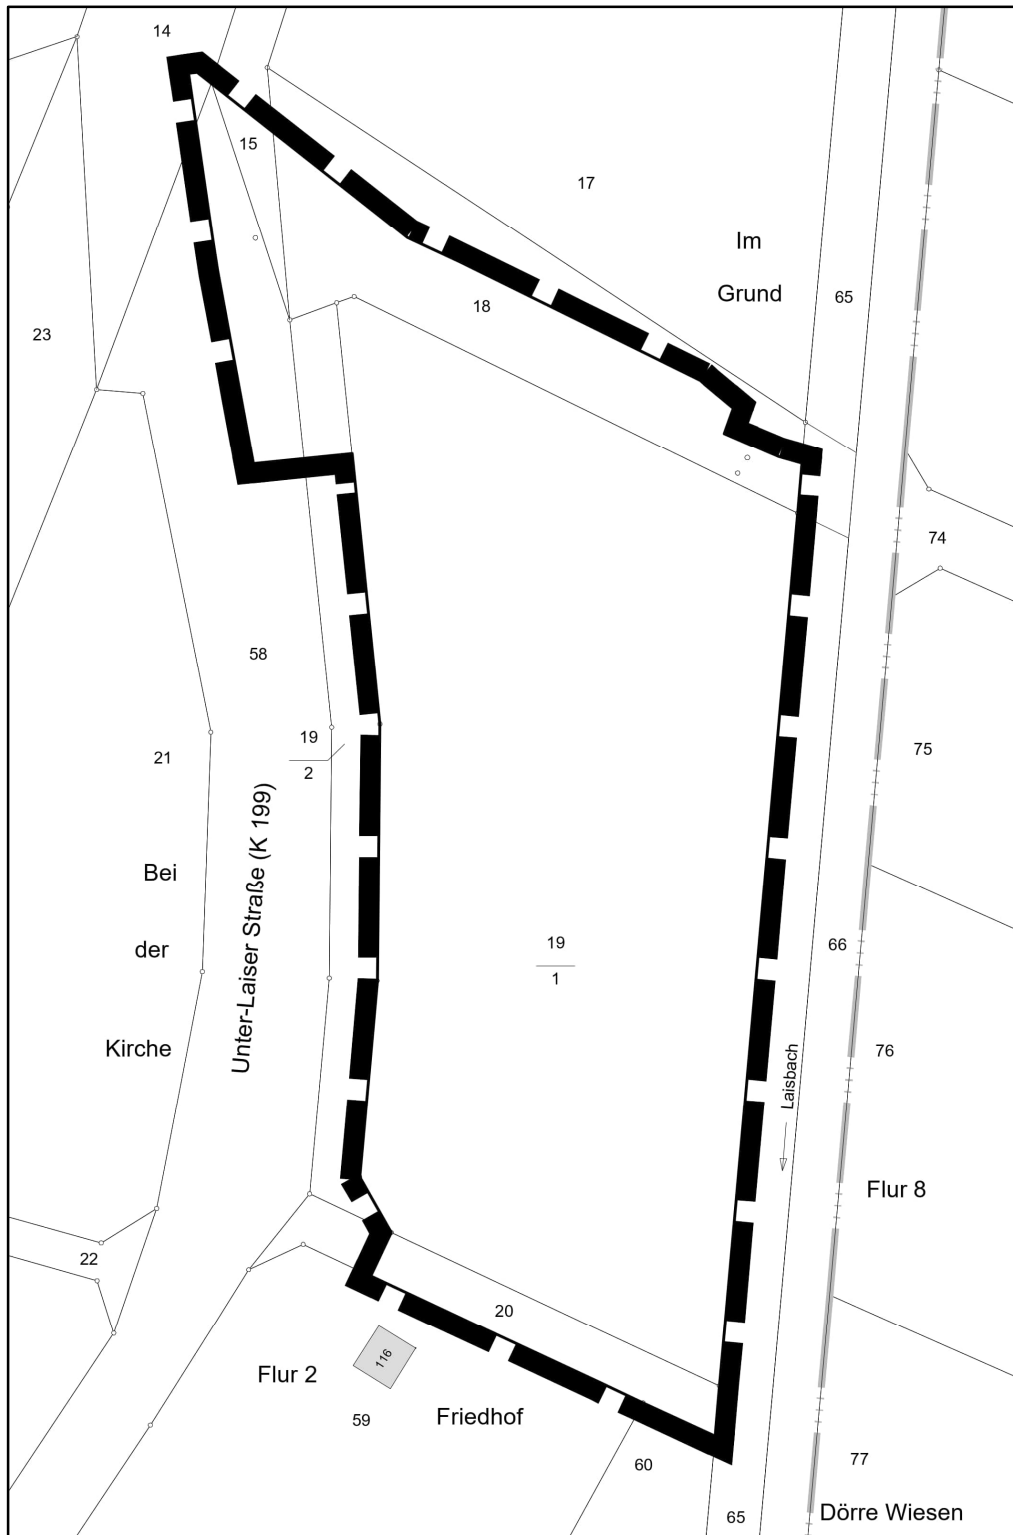 14
15
17
Im
Grund
65
18
23
74
58
19
2
21
75
Unter-Laiser Straße (K 199)
Bei
der
Kirche
19
1
66
76
Laisbach
Flur 8
22
20
116
Flur 2
59
Friedhof
60
77
65
Dörre Wiesen